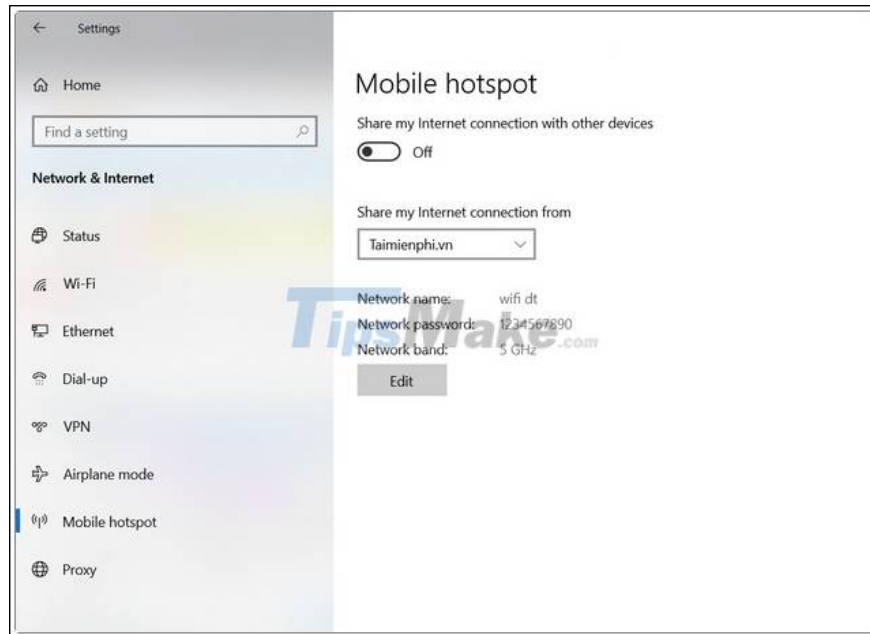 Settings
Home
Find a setting
Network & Internet
Status
Wi-Fi
Ethernet
Dial-up
VPN
Airplane mode
Mobile hotspot
Proxy
Mobile hotspot
Share my Internet connection with other devices
Off
Share my Internet connection from
Taimienphi.vn
Network name: wifi dt
Network password: 1234567890
Network band: 5 GHz
Edit
TipsMake.com